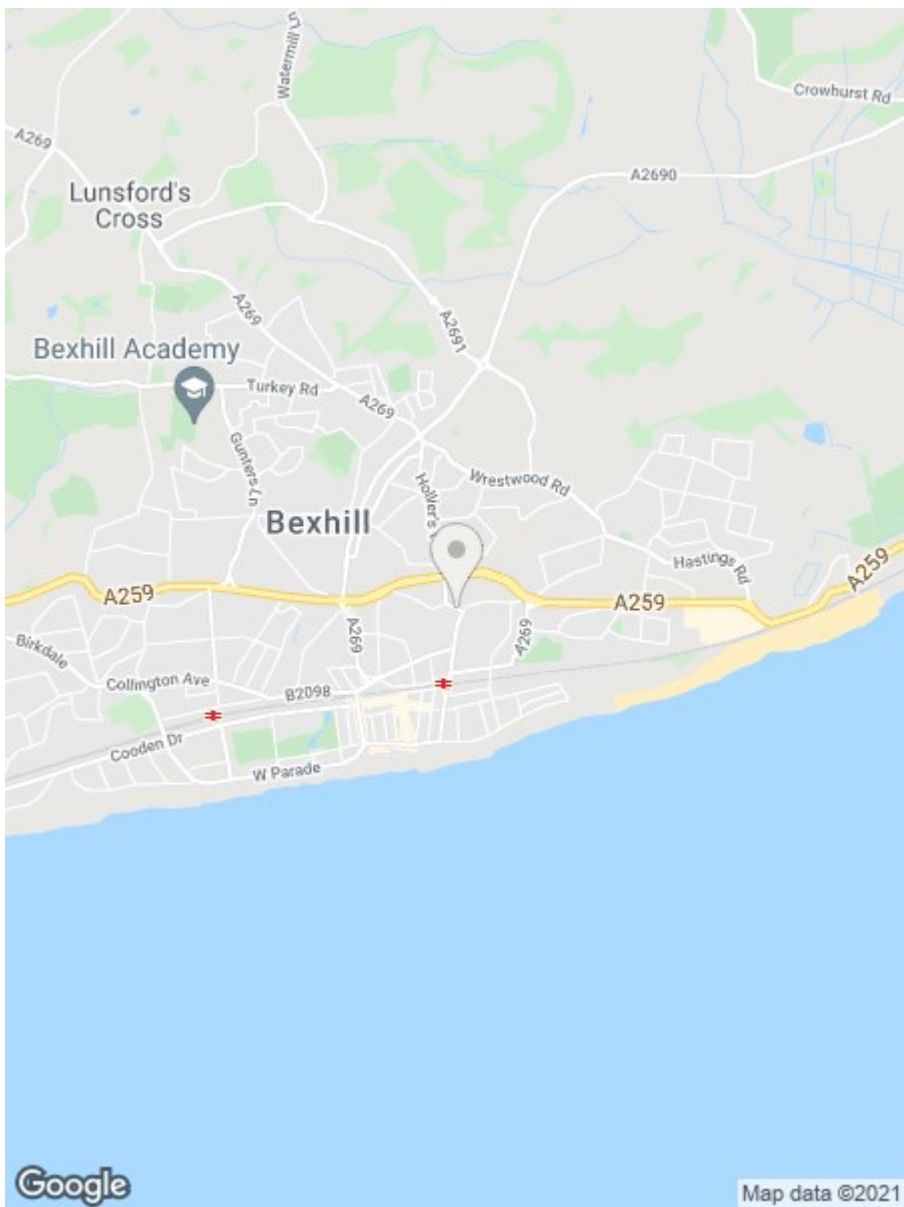 Watermill Ln
Crowhurst Rd
A269
A2690
Lunsford's
Cross
A269
A2691
Bexhill Academy
Turkey Rd
A269
Gunters Ln
Wrestwood Rd
Bexhill
Hastings Rd
A259
A259
A259
A269
A269
Birkdale
Collington Ave
B2098
Cooden Dr
W Parade
Google
Map data ©2021